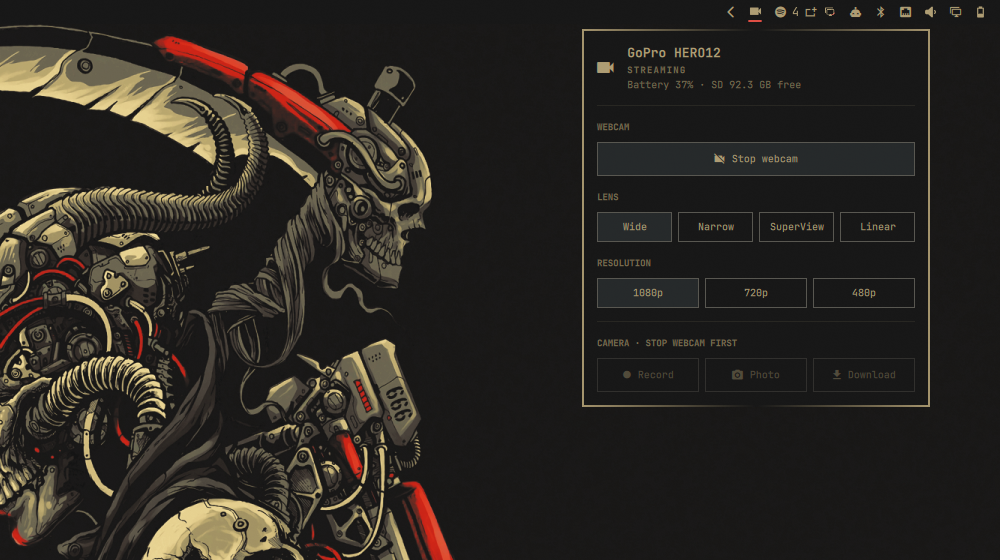 4
GoPro HERO12
STREAMING
Battery 37% · SD 92.3 GB free
WEBCAM
Stop webcam
LENS
Wide Narrow SuperView Linear
RESOLUTION
1080p 720p 480p
CAMERA · STOP WEBCAM FIRST
Record Photo Download
666